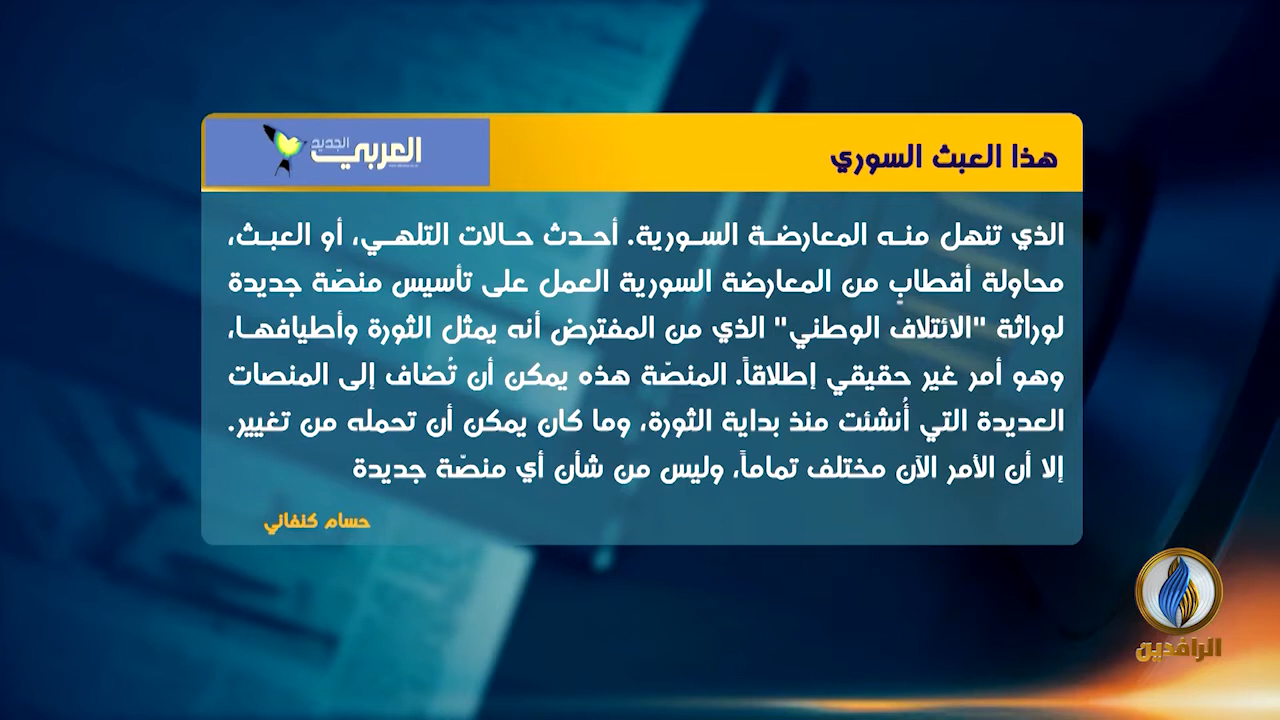 هذا العبث السوري
العربي الجديد
الذي تنهل منه المعارضة السورية. أحدث حالات التلهي، أو العبث،
محاولة أقطابٍ من المعارضة السورية العمل على تأسيس منصّة جديدة
لوراثة "الائتلاف الوطني" الذي من المفترض أنه يمثل الثورة وأطيافها،
وهو أمر غير حقيقي إطلاقاً. المنصّة هذه يمكن أن تُضاف إلى المنصات
العديدة التي أُنشئت منذ بداية الثورة، وما كان يمكن أن تحمله من تغيير.
إلا أن الأمر الآن مختلف تماماً، وليس من شأن أي منصّة جديدة
حسام كنفاني
الرافدين